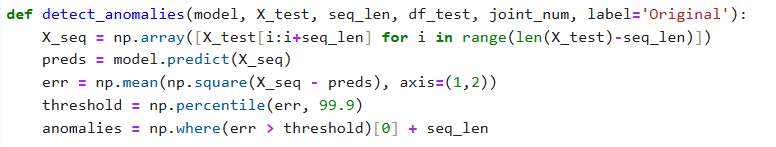 def detect_anomalies(model, X_test, seq_len, df_test, joint_num, label='Original'):
    X_seq = np.array([X_test[i:i+seq_len] for i in range(len(X_test)-seq_len)])
    preds = model.predict(X_seq)
    err = np.mean(np.square(X_seq - preds), axis=(1,2))
    threshold = np.percentile(err, 99.9)
    anomalies = np.where(err > threshold)[0] + seq_len